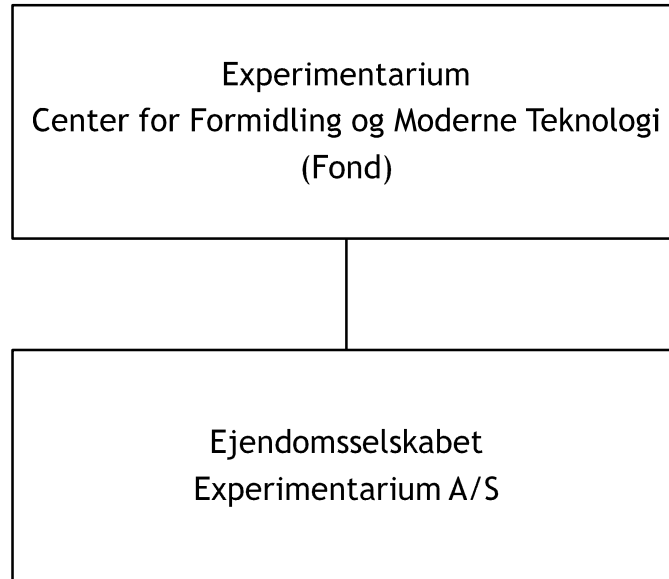 Experimentarium
Center for Formidling og Moderne Teknologi
(Fond)
Ejendomsselskabet
Experimentarium A/S